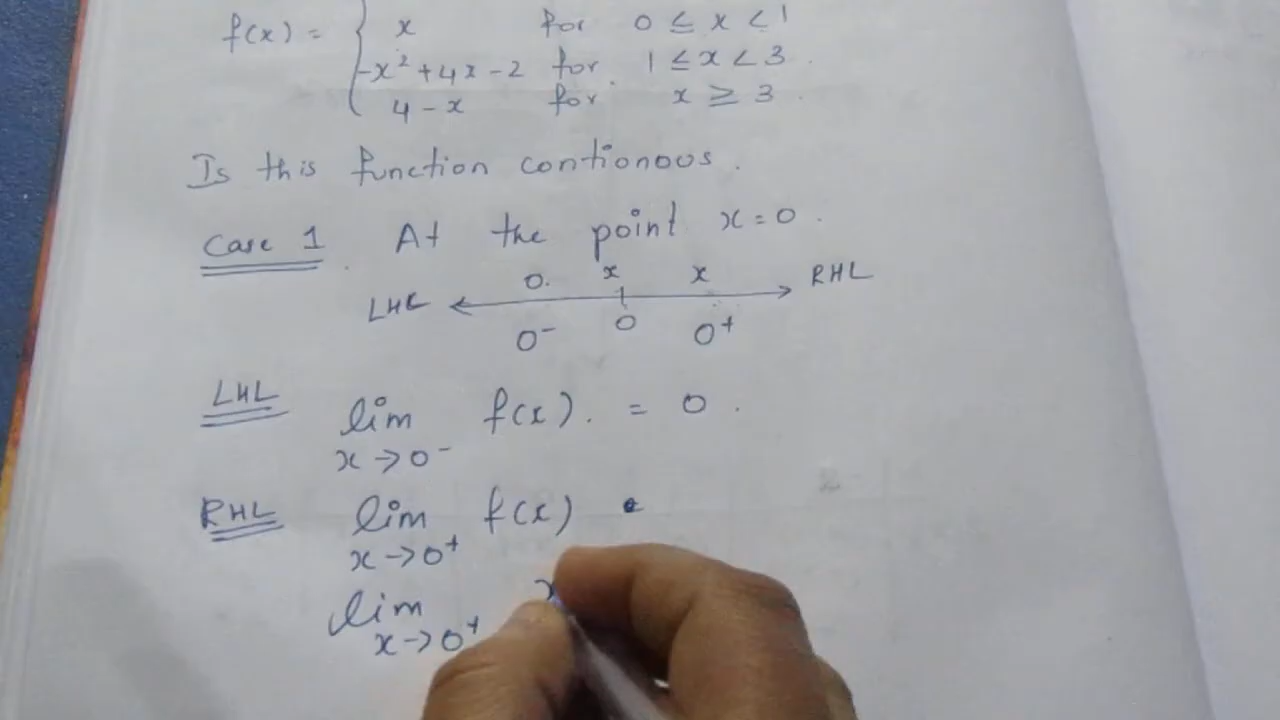 f(x) = { x for 0 ≤ x < 1
-x² + 4x - 2 for 1 ≤ x < 3.
4 - x for x ≥ 3.
Is this function contionous.
Case 1. At the point x = 0.
0. x x RHL
LHL
0⁻ 0 0⁺
LHL lim f(x). = 0.
x → 0⁻
RHL lim f(x)
x → 0⁺
lim x
x → 0⁺